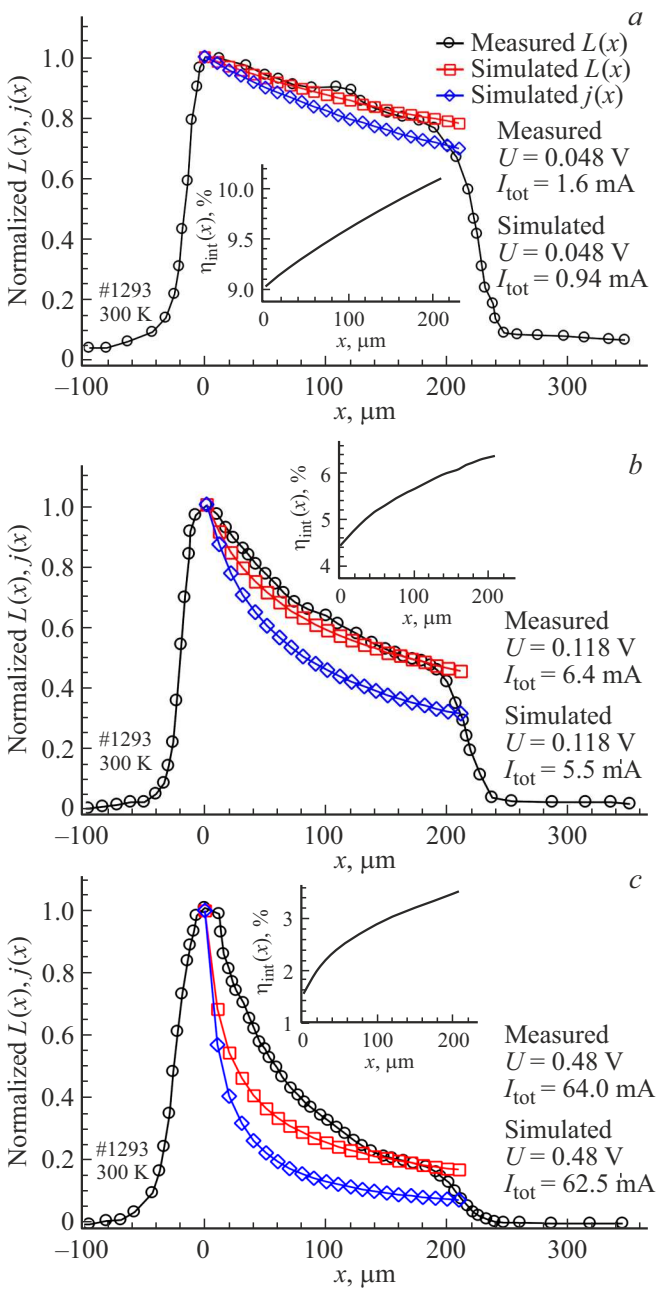 a
Measured L(x)
Simulated L(x)
Simulated j(x)
Measured
U = 0.048 V
I_tot = 1.6 mA
Simulated
U = 0.048 V
I_tot = 0.94 mA
Normalized L(x), j(x)
1.0
0.8
0.6
0.4
0.2
0
#1293
300 K
η_int(x), %
10.0
9.5
9.0
0 100 200
x, μm
–100 0 100 200 300
x, μm
b
Normalized L(x), j(x)
1.0
0.8
0.6
0.4
0.2
0
#1293
300 K
η_int(x), %
6
5
4
0 100 200
x, μm
Measured
U = 0.118 V
I_tot = 6.4 mA
Simulated
U = 0.118 V
I_tot = 5.5 mA
–100 0 100 200 300
x, μm
c
Normalized L(x), j(x)
1.0
0.8
0.6
0.4
0.2
0
#1293
300 K
η_int(x), %
3
2
1
0 100 200
x, μm
Measured
U = 0.48 V
I_tot = 64.0 mA
Simulated
U = 0.48 V
I_tot = 62.5 mA
–100 0 100 200 300
x, μm